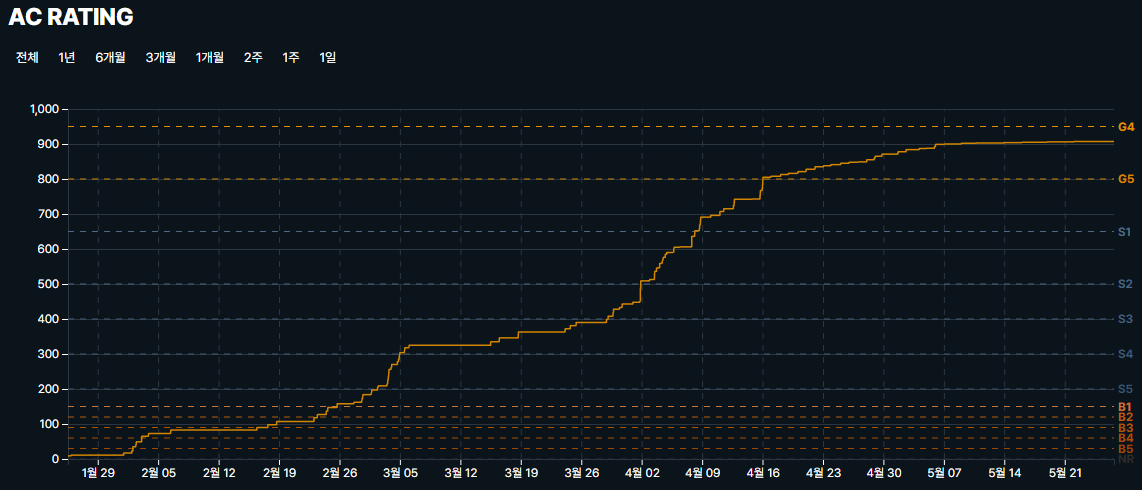 AC RATING
전체 1년 6개월 3개월 1개월 2주 1주 1일
1,000
G4
900
800 G5
700
S1
600
500 S2
400 S3
300 S4
200 S5
B1
B2
100
B3
B4
B5
0 NR
1월 29 2월 05 2월 12 2월 19 2월 26 3월 05 3월 12 3월 19 3월 26 4월 02 4월 09 4월 16 4월 23 4월 30 5월 07 5월 14 5월 21